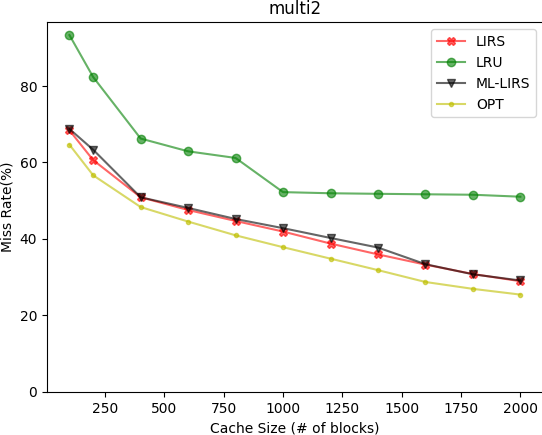 multi2
LIRS
LRU
ML-LIRS
OPT
Miss Rate(%)
80
60
40
20
0
250 500 750 1000 1250 1500 1750 2000
Cache Size (# of blocks)